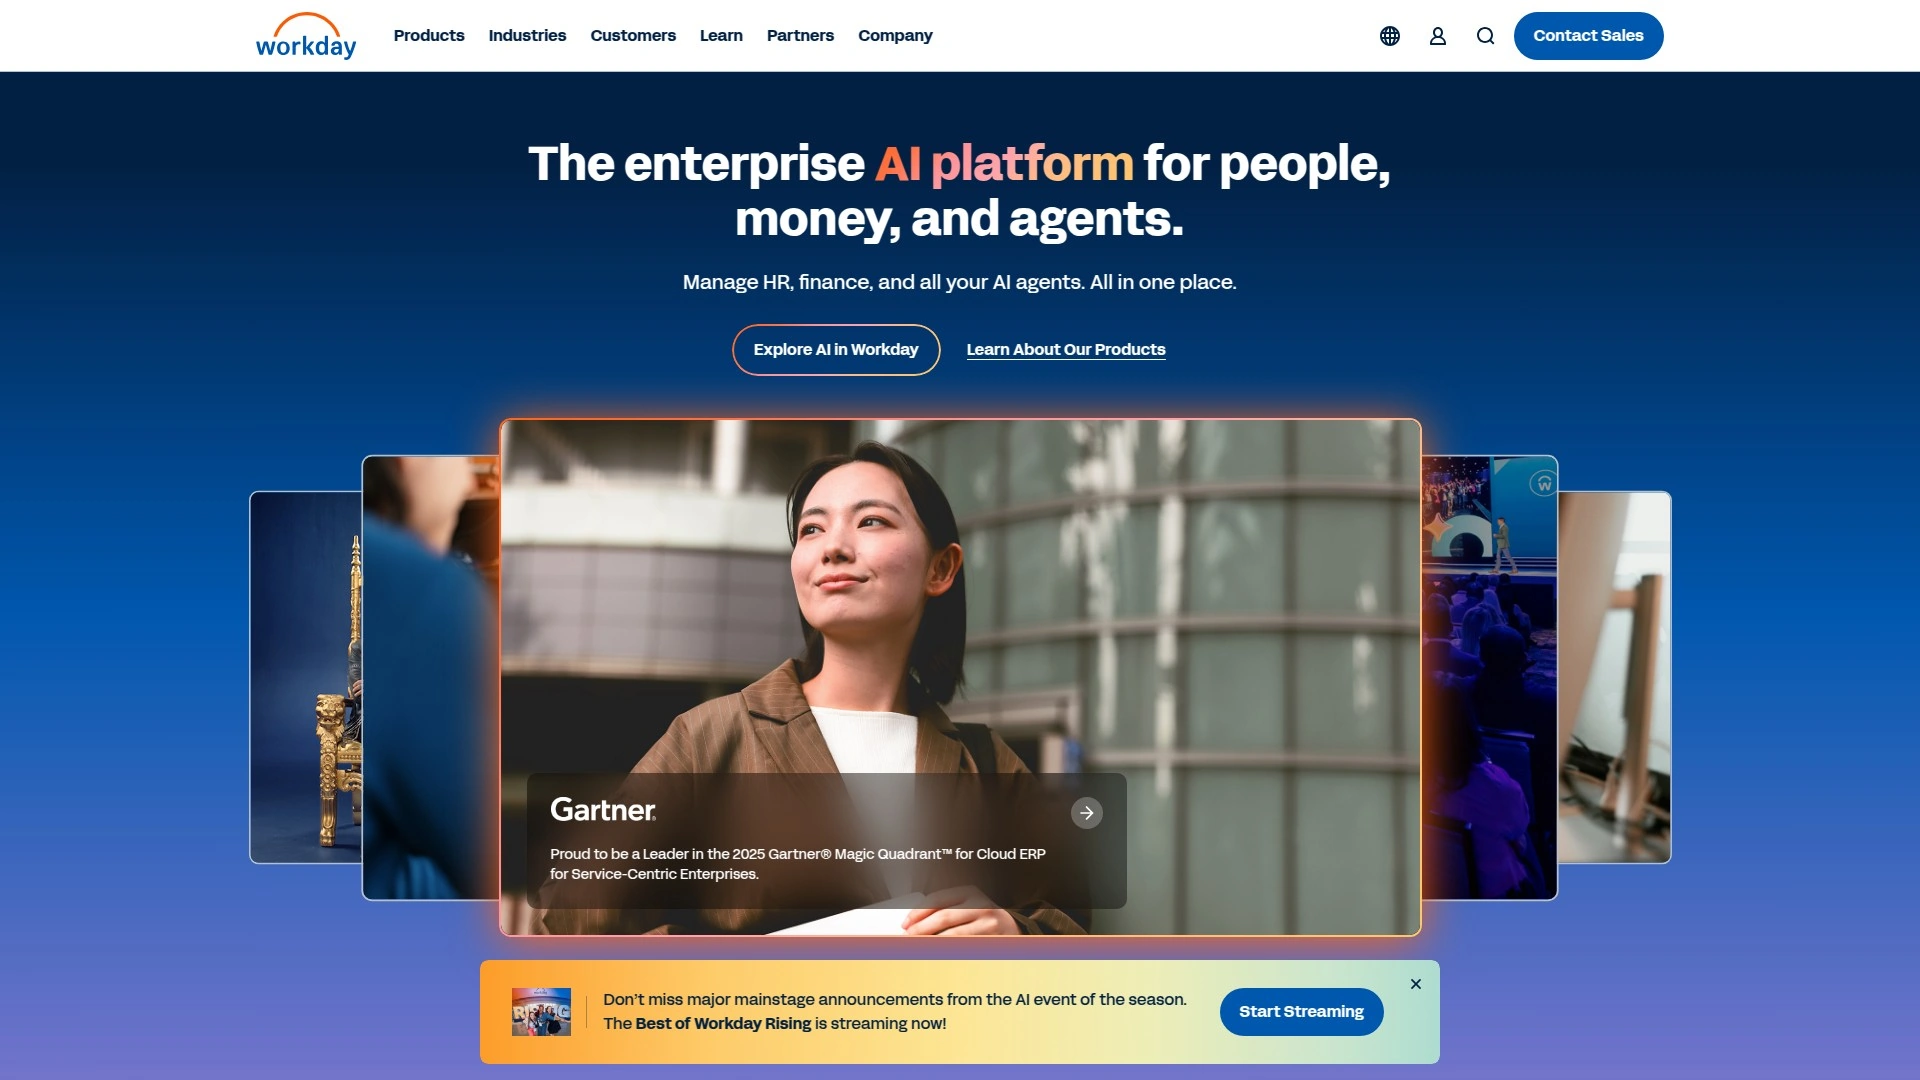 workday
Products
Industries
Customers
Learn
Partners
Company
Contact Sales
The enterprise AI platform for people,
money, and agents.
Manage HR, finance, and all your AI agents. All in one place.
Explore AI in Workday
Learn About Our Products
Gartner®
Proud to be a Leader in the 2025 Gartner® Magic Quadrant™ for Cloud ERP
for Service-Centric Enterprises.
Don’t miss major mainstage announcements from the AI event of the season.
The Best of Workday Rising is streaming now!
Start Streaming